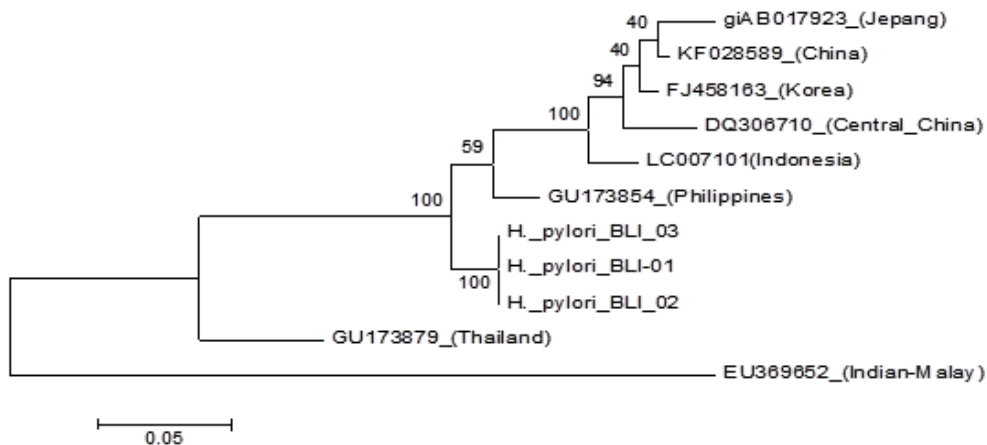 40
giAB017923_(Jepang)
40
KF028589_(China)
94
FJ458163_(Korea)
100
DQ306710_(Central_China)
59
LC007101(Indonesia)
100
GU173854_(Philippines)
H._pylori_BLI_03
H._pylori_BLI-01
100
H._pylori_BLI_02
GU173879_(Thailand)
EU369652_(Indian-Malay)
0.05